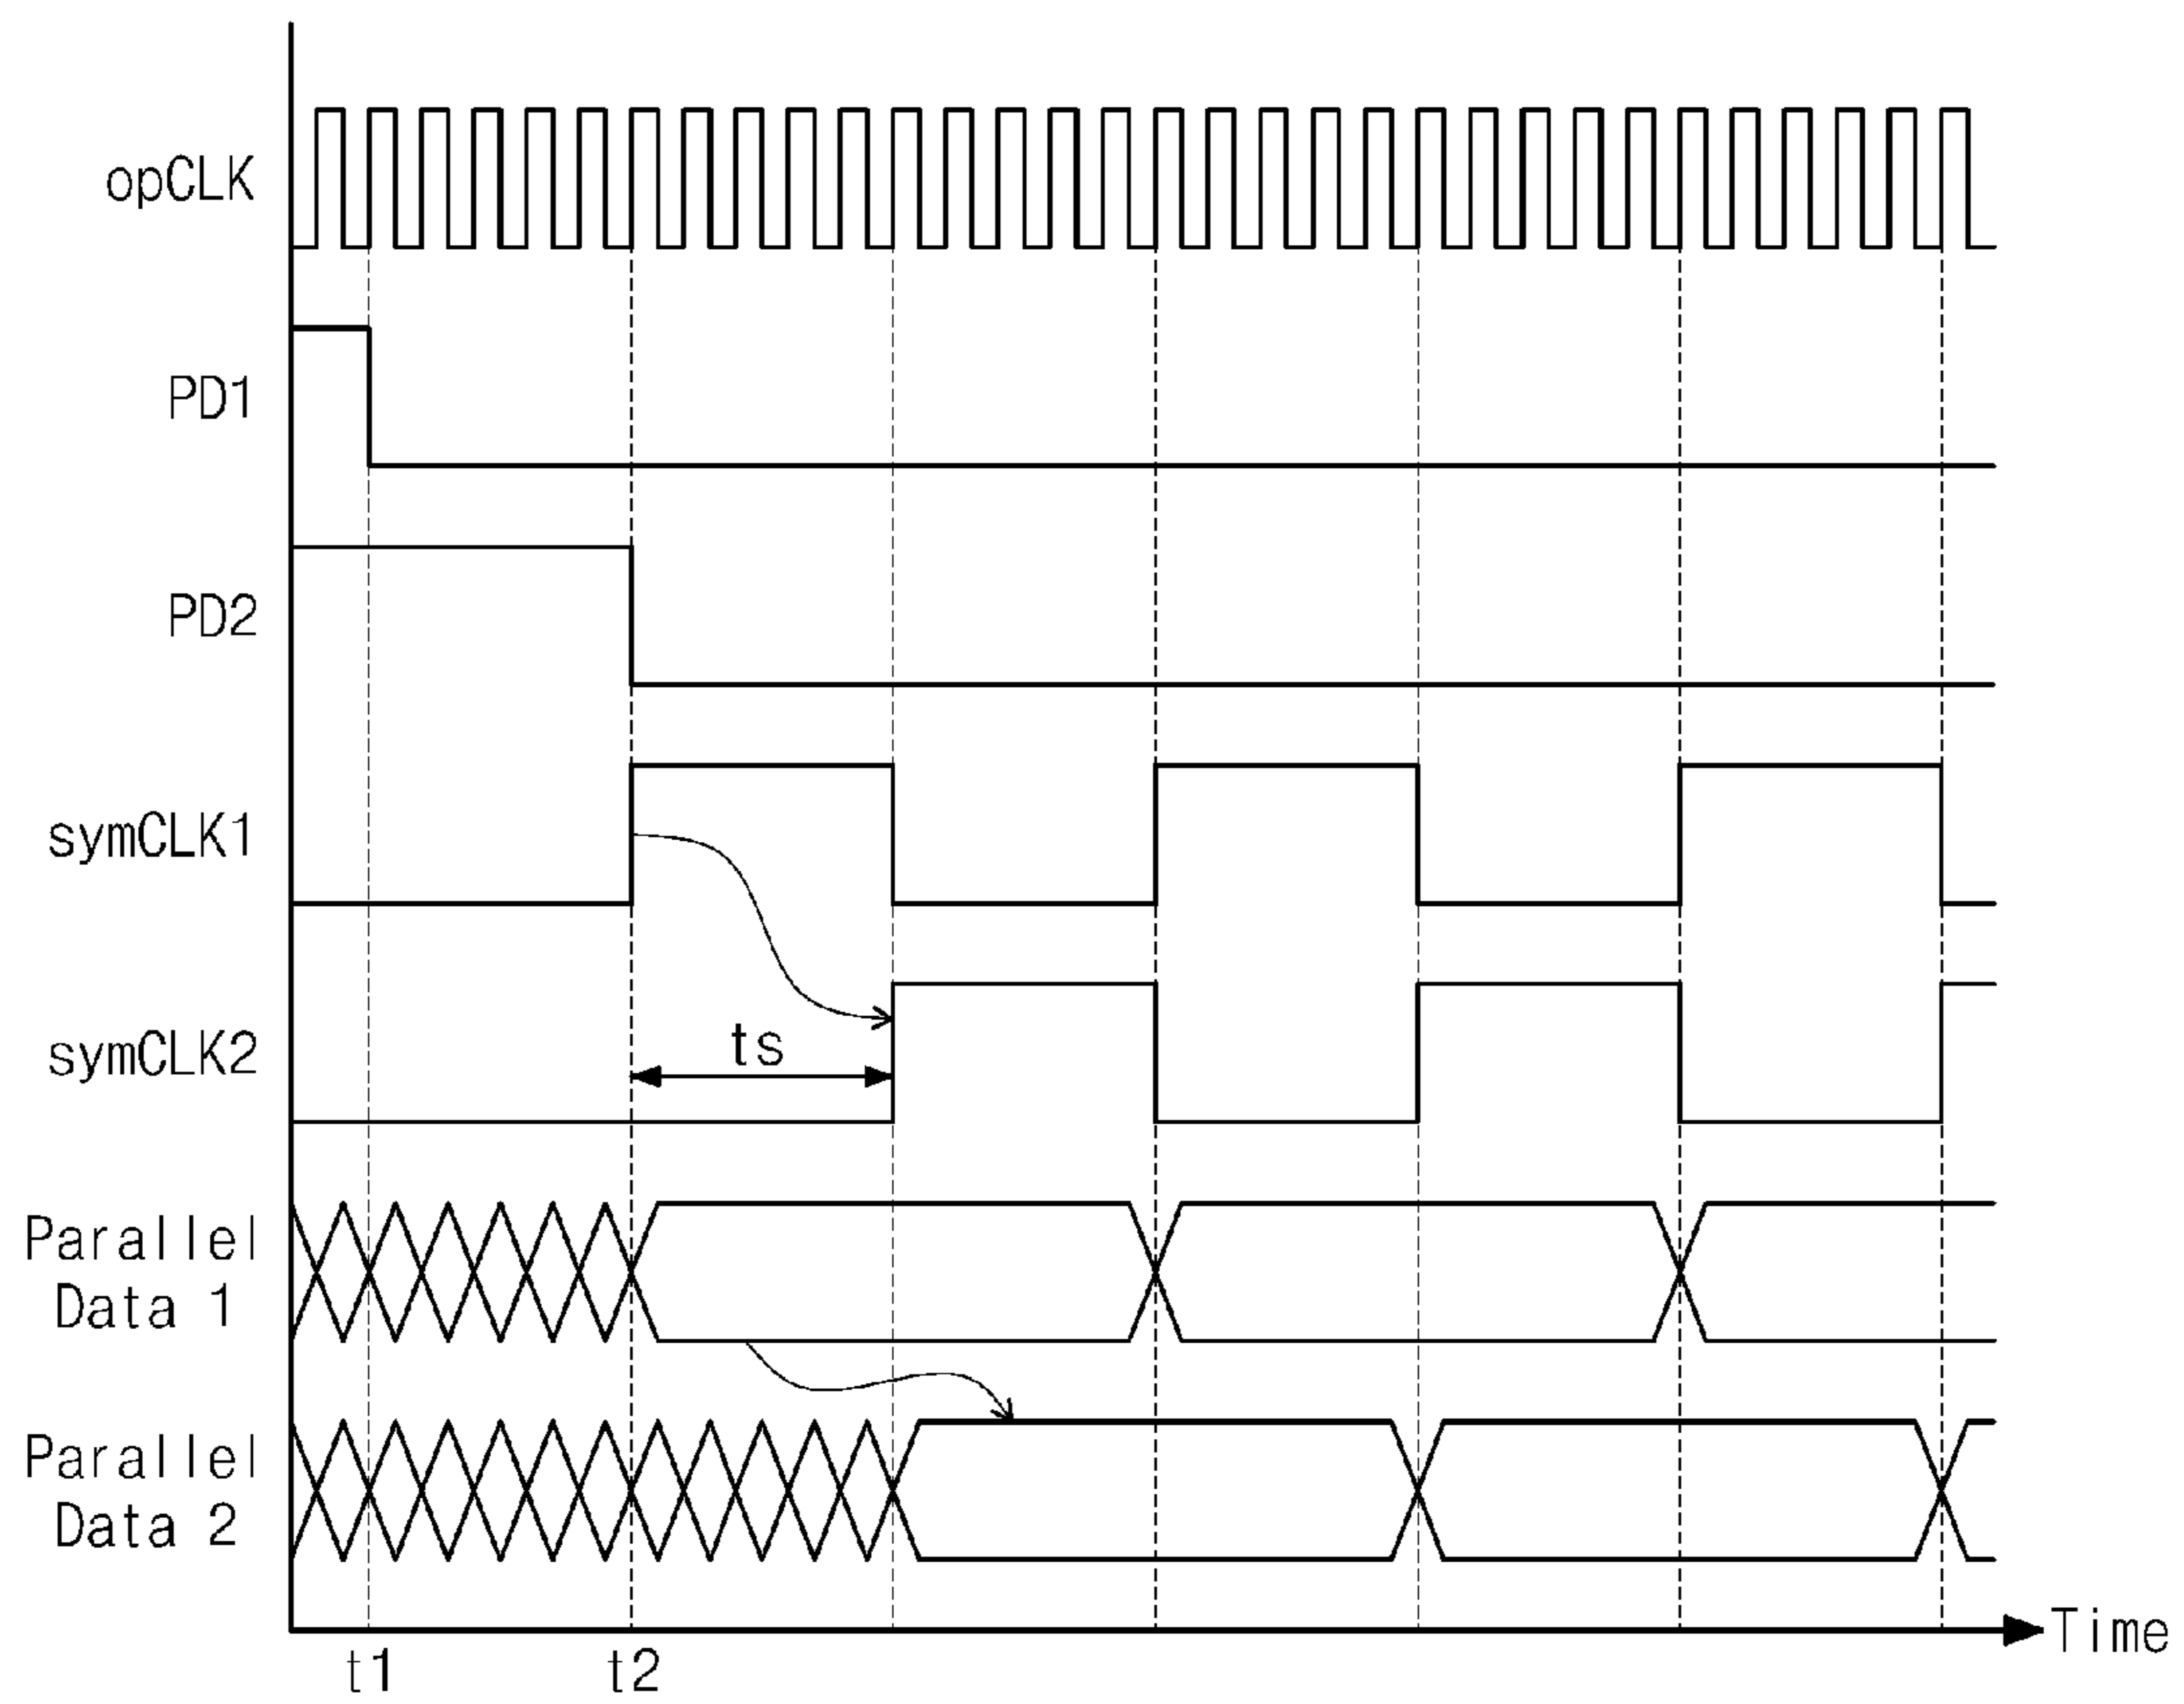 opCLK
PD1
PD2
symCLK1
symCLK2
ts
Parallel
Data 1
Parallel
Data 2
Time
t1
t2